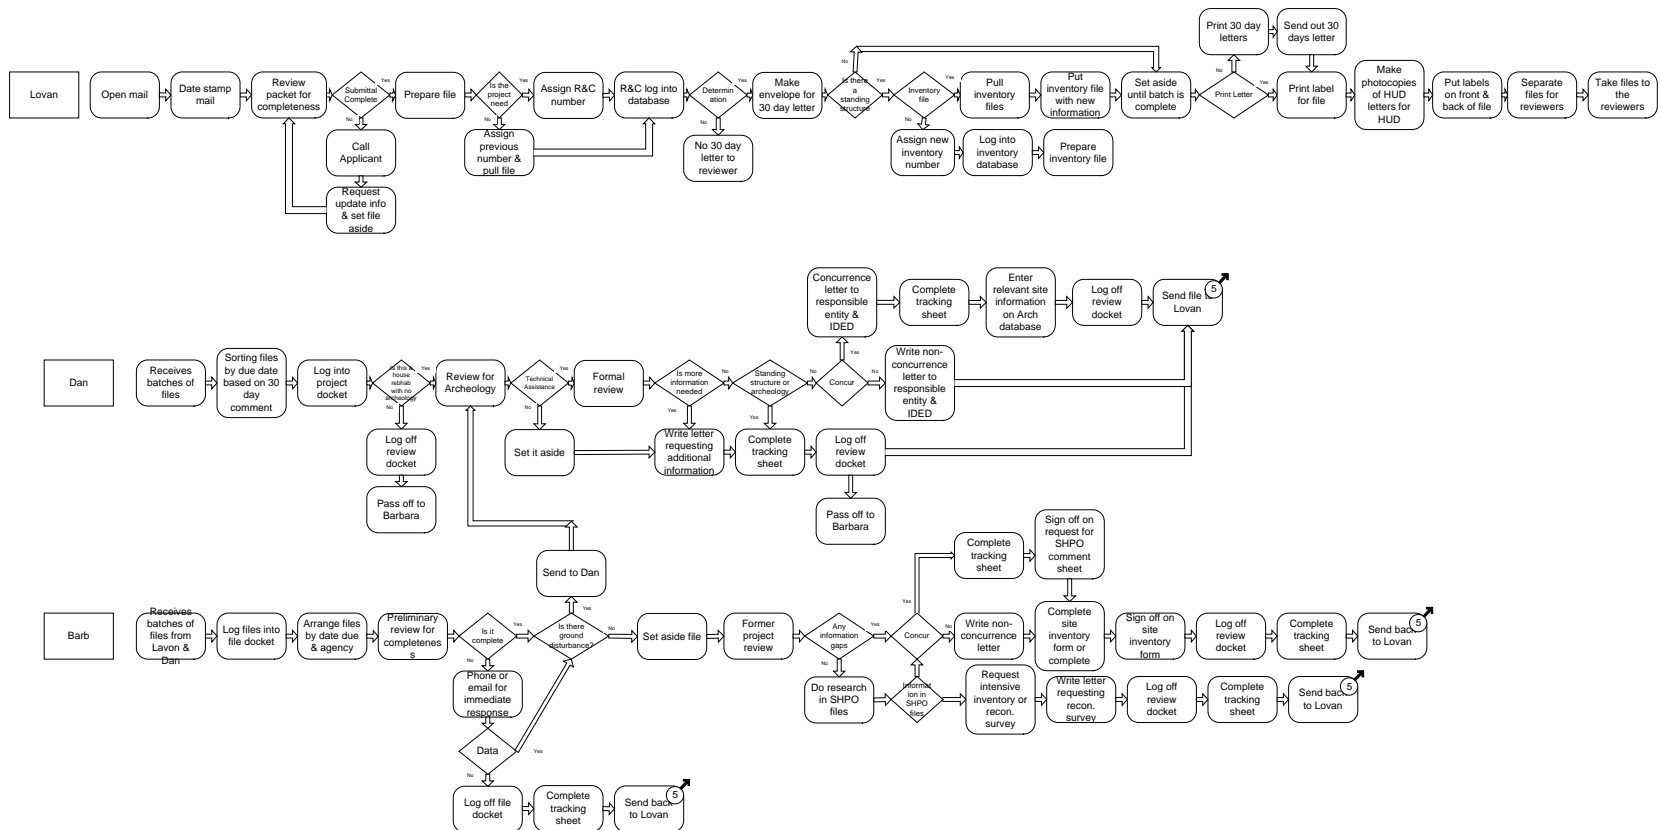 Print 30 day
letters
Send out 30
days letter
No
Lovan
Open mail
Date stamp
mail
Review
packet for
completeness
Submittal
Complete
Yes
No
Prepare file
Is the
project
need
Yes
No
Assign R&C
number
R&C log into
database
Determin
ation
Yes
No
Make
envelope for
30 day letter
Is there
a
standing
structure
No
Yes
Inventory
file
Yes
No
Pull
inventory
files
Put
inventory file
with new
information
Set aside
until batch is
complete
Print Letter
Yes
Print label
for file
Make
photocopies
of HUD
letters for
HUD
Put labels
on front &
back of file
Separate
files for
reviewers
Take files to
the
reviewers
Call
Applicant
Assign
previous
number &
pull file
No 30 day
letter to
reviewer
Assign new
inventory
number
Log into
inventory
database
Prepare
inventory file
Request
update info
& set file
aside
Concurrence
letter to
responsible
entity &
IDED
Complete
tracking
sheet
Enter
relevant site
information
on Arch
database
Log off
review
docket
Send file to
Lovan
5
Dan
Receives
batches of
files
Sorting files
by due date
based on 30
day
comment
Log into
project
docket
Is this a
house
rebhab
with no
archeology
Yes
No
Review for
Archeology
Technical
Assistance
Yes
No
Formal
review
Is more
information
needed
No
Yes
Standing
structure or
archeology
No
Yes
Concur
Yes
No
Write non-
concurrence
letter to
responsible
entity &
IDED
Log off
review
docket
Set it aside
Write letter
requesting
additional
information
Complete
tracking
sheet
Log off
review
docket
Pass off to
Barbara
Pass off to
Barbara
Send to Dan
Complete
tracking
sheet
Sign off on
request for
SHPO
comment
sheet
Barb
Receives
batches of
files from
Lavon &
Dan
Log files into
file docket
Arrange files
by date due
& agency
Preliminary
review for
completenes
s
Is it
complete
Yes
No
Is there
ground
disturbance?
Yes
No
Set aside file
Former
project
review
Any
information
gaps
Yes
No
Concur
Yes
No
Write non-
concurrence
letter
Complete
site
inventory
form or
complete
Sign off on
site
inventory
form
Log off
review
docket
Complete
tracking
sheet
Send back
to Lovan
5
Phone or
email for
immediate
response
Do research
in SHPO
files
Informat
ion in
SHPO
files
Request
intensive
inventory or
recon.
survey
Write letter
requesting
recon.
survey
Log off
review
docket
Complete
tracking
sheet
Send back
to Lovan
5
Data
Yes
No
Log off file
docket
Complete
tracking
sheet
Send back
to Lovan
5